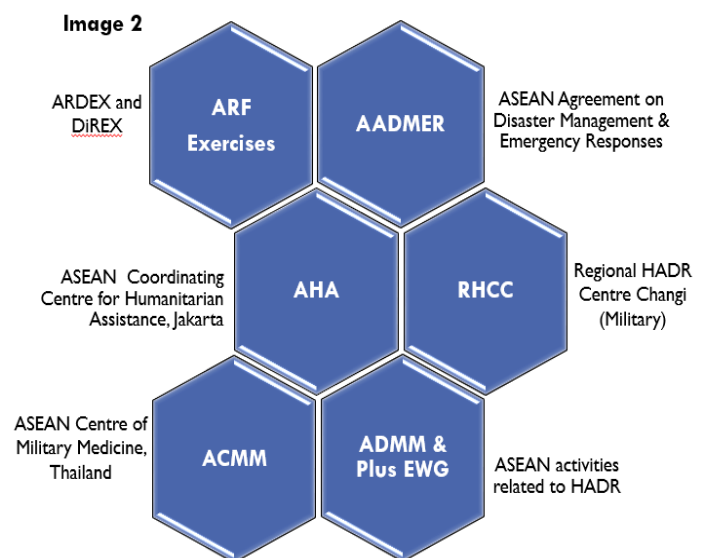 Image 2
ARDEX and
DiREX
ARF
Exercises
AADMER
ASEAN Agreement on
Disaster Management &
Emergency Responses
ASEAN Coordinating
Centre for Humanitarian
Assistance, Jakarta
AHA
RHCC
Regional HADR
Centre Changi
(Military)
ASEAN Centre of
Military Medicine,
Thailand
ACMM
ADMM &
Plus EWG
ASEAN activities
related to HADR